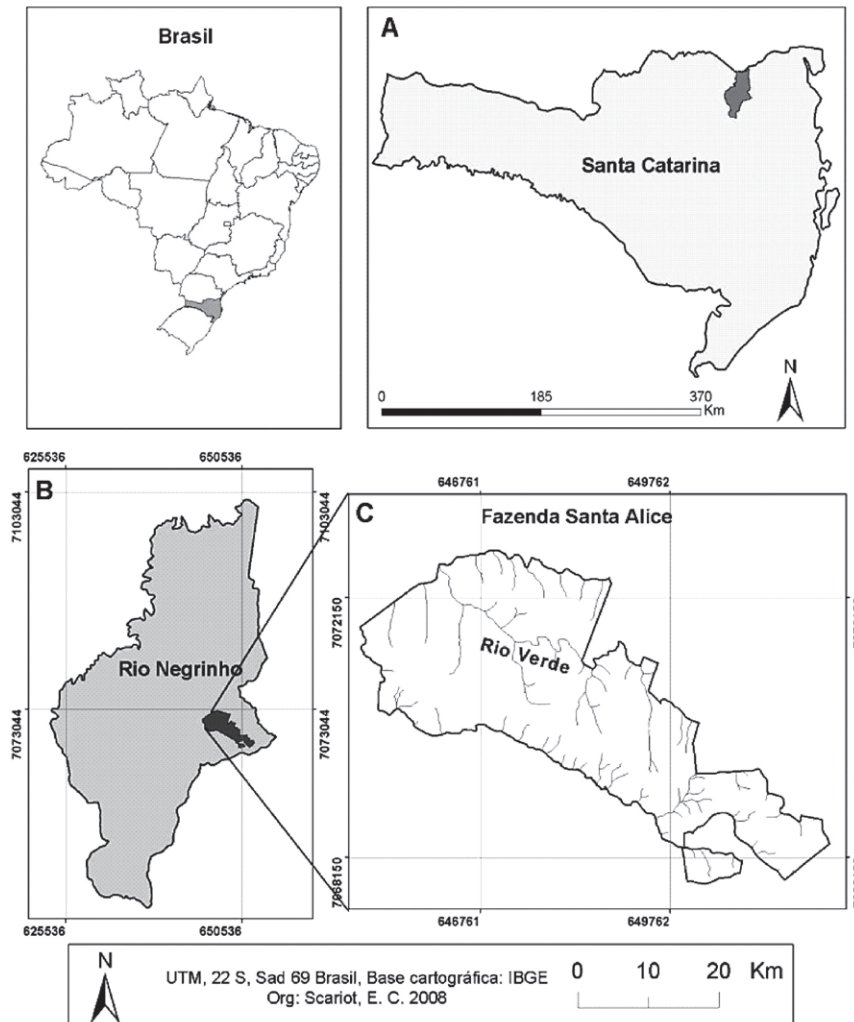 Brasil
A
Santa Catarina
N
0 185 370
Km
625536 650536
B
7103044
7103044
Rio Negrinho
7073044
7073044
625536 650536
646761 649762
C
Fazenda Santa Alice
7072150
Rio Verde
7068150
646761 649762
N
UTM, 22 S, Sad 69 Brasil, Base cartográfica: IBGE
Org: Scariot, E. C. 2008
0 10 20 Km